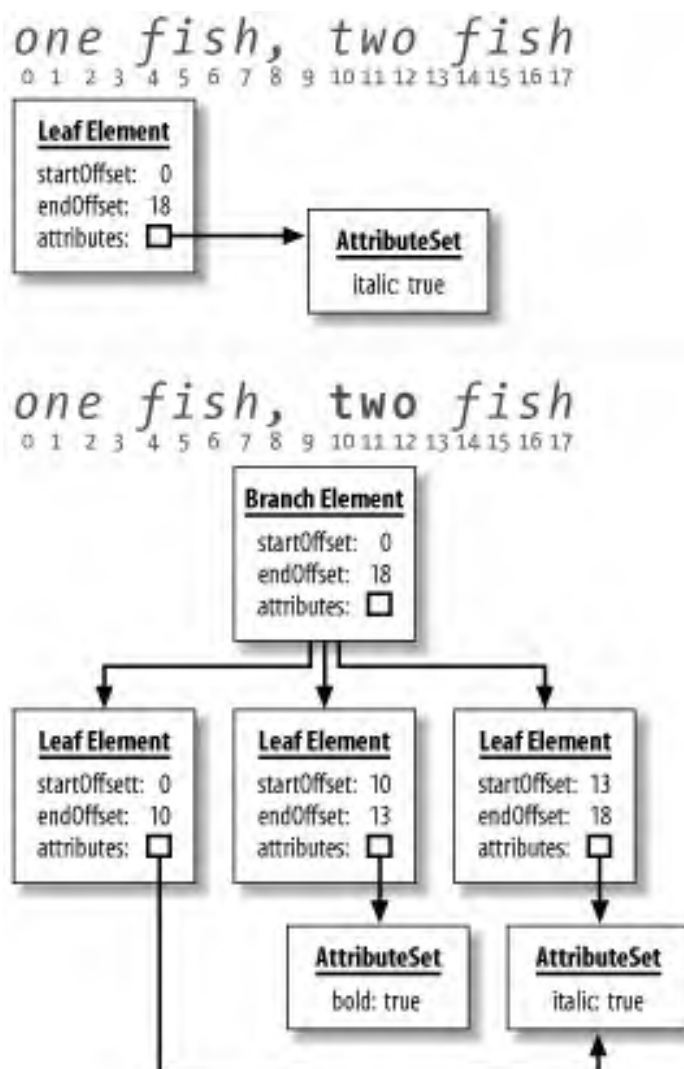 one fish, two fish
0 1 2 3 4 5 6 7 8 9 10 11 12 13 14 15 16 17
Leaf Element
startOffset: 0
endOffset: 18
attributes:
AttributeSet
italic: true
one fish, two fish
0 1 2 3 4 5 6 7 8 9 10 11 12 13 14 15 16 17
Branch Element
startOffset: 0
endOffset: 18
attributes:
Leaf Element
startOffsett: 0
endOffset: 10
attributes:
Leaf Element
startOffset: 10
endOffset: 13
attributes:
Leaf Element
startOffset: 13
endOffset: 18
attributes:
AttributeSet
bold: true
AttributeSet
italic: true